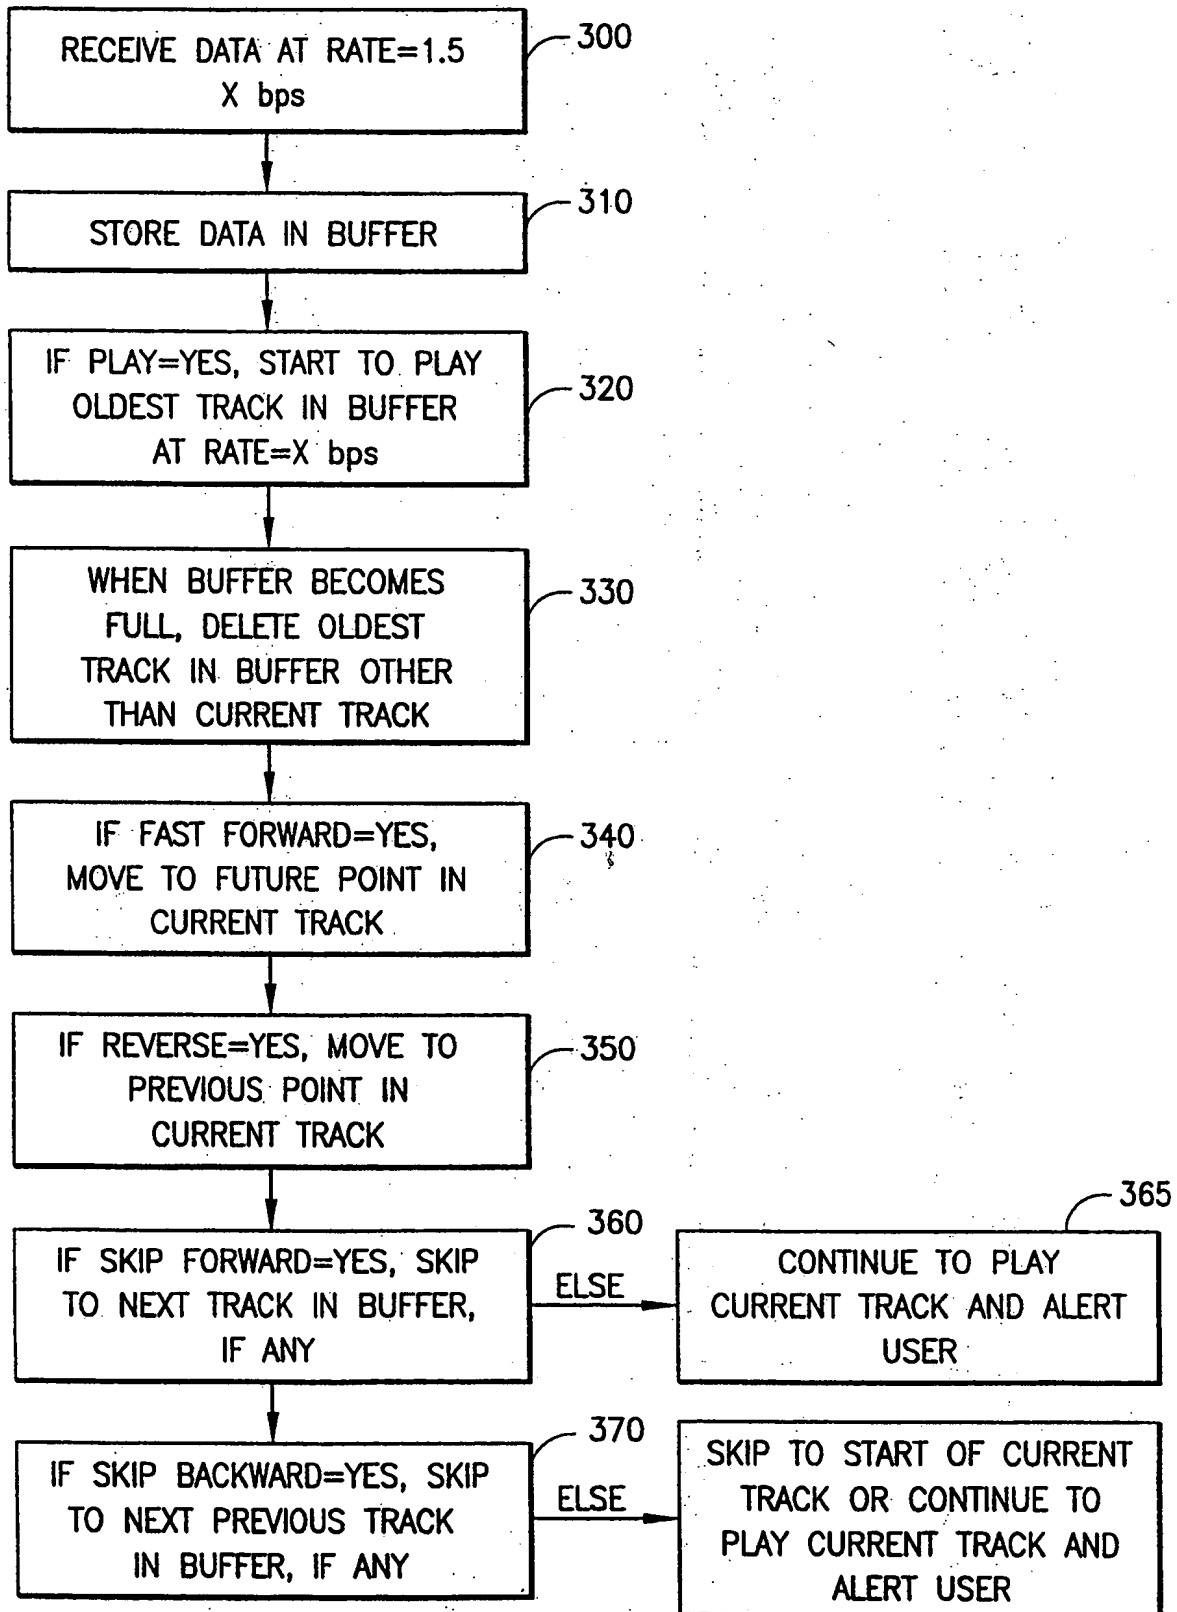 RECEIVE DATA AT RATE=1.5
X bps
300
STORE DATA IN BUFFER
310
IF PLAY=YES, START TO PLAY
OLDEST TRACK IN BUFFER
AT RATE=X bps
320
WHEN BUFFER BECOMES
FULL, DELETE OLDEST
TRACK IN BUFFER OTHER
THAN CURRENT TRACK
330
IF FAST FORWARD=YES,
MOVE TO FUTURE POINT IN
CURRENT TRACK
340
IF REVERSE=YES, MOVE TO
PREVIOUS POINT IN
CURRENT TRACK
350
IF SKIP FORWARD=YES, SKIP
TO NEXT TRACK IN BUFFER,
IF ANY
360
ELSE
CONTINUE TO PLAY
CURRENT TRACK AND ALERT
USER
365
IF SKIP BACKWARD=YES, SKIP
TO NEXT PREVIOUS TRACK
IN BUFFER, IF ANY
370
ELSE
SKIP TO START OF CURRENT
TRACK OR CONTINUE TO
PLAY CURRENT TRACK AND
ALERT USER